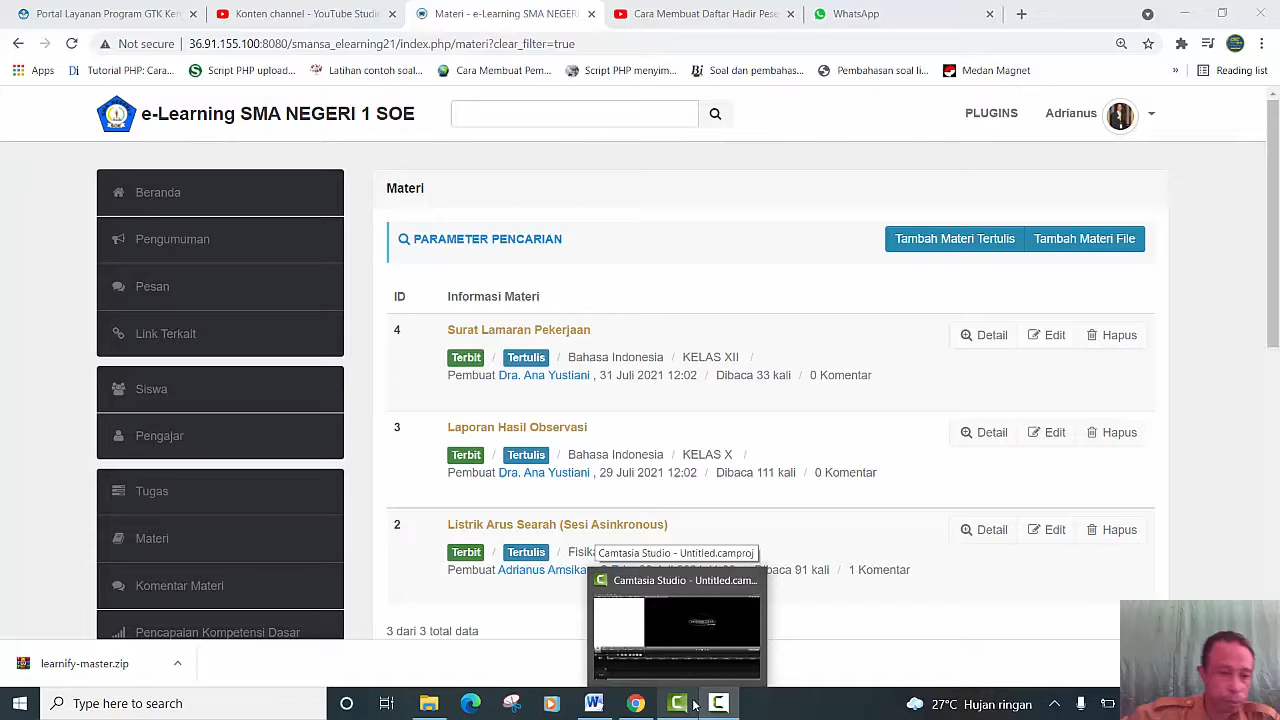 Portal Layanan Program GTK Ken
Konten channel - YouTube Studio
Materi - e-Learning SMA NEGERI
Cara Membuat Daftar Hadir Pese
WhatsApp
Not secure
36.91.155.100:8080/smansa_elearning21/index.php/materi?clear_filter=true
Apps
Tutorial PHP: Cara...
Script PHP upload...
Latihan contoh soal...
Cara Membuat Pem...
Script PHP menyim...
Soal dan pembahas...
Pembahasan soal li...
Medan Magnet
»
Reading list
e-Learning SMA NEGERI 1 SOE
PLUGINS
Adrianus
Beranda
Pengumuman
Pesan
Link Terkait
Siswa
Pengajar
Tugas
Materi
Komentar Materi
Pencapaian Kompetensi Dasar
Materi
PARAMETER PENCARIAN
Tambah Materi Tertulis
Tambah Materi File
ID
Informasi Materi
4
Surat Lamaran Pekerjaan
Detail
Edit
Hapus
Terbit / Tertulis / Bahasa Indonesia / KELAS XII /
Pembuat Dra. Ana Yustiani , 31 Juli 2021 12:02 / Dibaca 33 kali / 0 Komentar
3
Laporan Hasil Observasi
Detail
Edit
Hapus
Terbit / Tertulis / Bahasa Indonesia / KELAS X /
Pembuat Dra. Ana Yustiani , 29 Juli 2021 12:02 / Dibaca 111 kali / 0 Komentar
2
Listrik Arus Searah (Sesi Asinkronous)
Detail
Edit
Hapus
Terbit / Tertulis /
Camtasia Studio - Untitled.camproj
Pembuat Adrianus Amsika
91 kali / 1 Komentar
Camtasia Studio - Untitled.cam...
3 dari 3 total data
Type here to search
27°C Hujan ringan